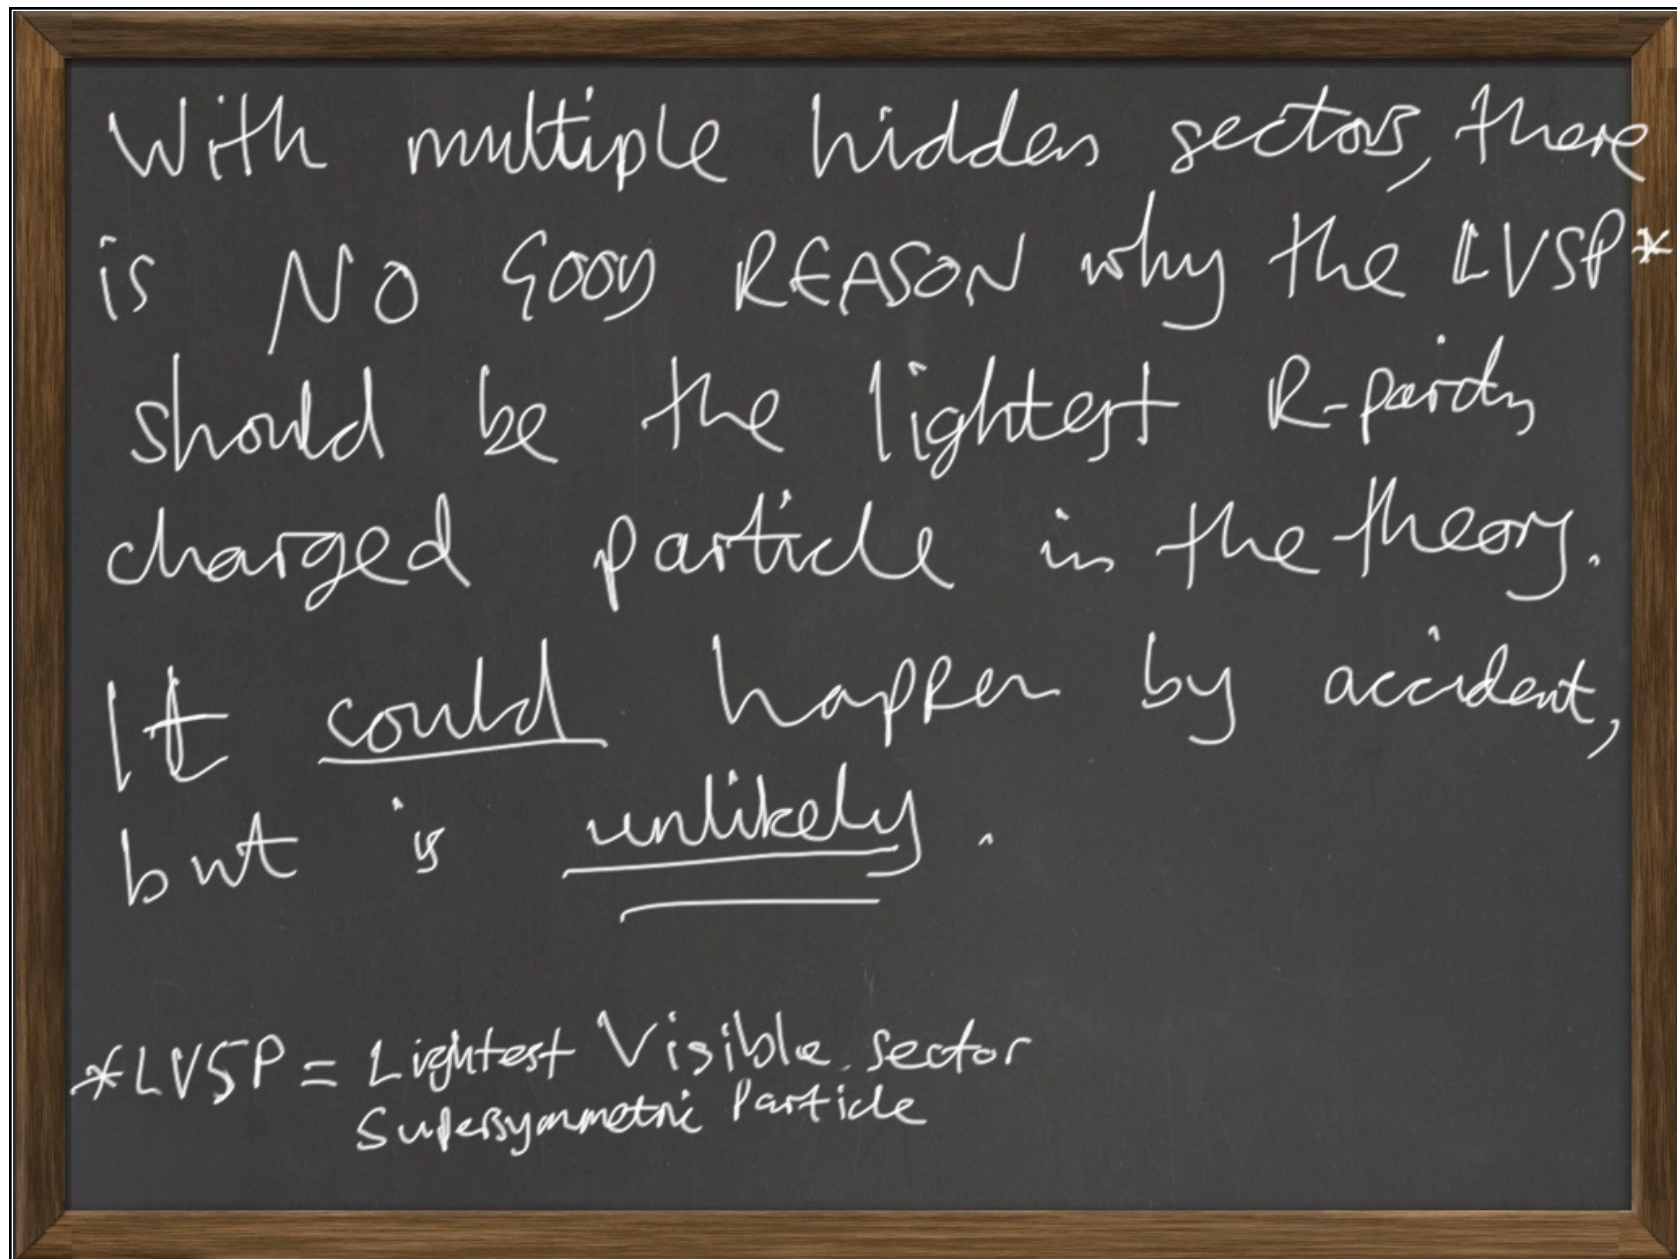 With multiple hidden sectors, there
is NO GOOD REASON why the LVSP*
should be the lightest R-parity
charged particle in the theory.
It could happen by accident,
but is unlikely.
*LVSP = Lightest Visible sector
Supersymmetric Particle